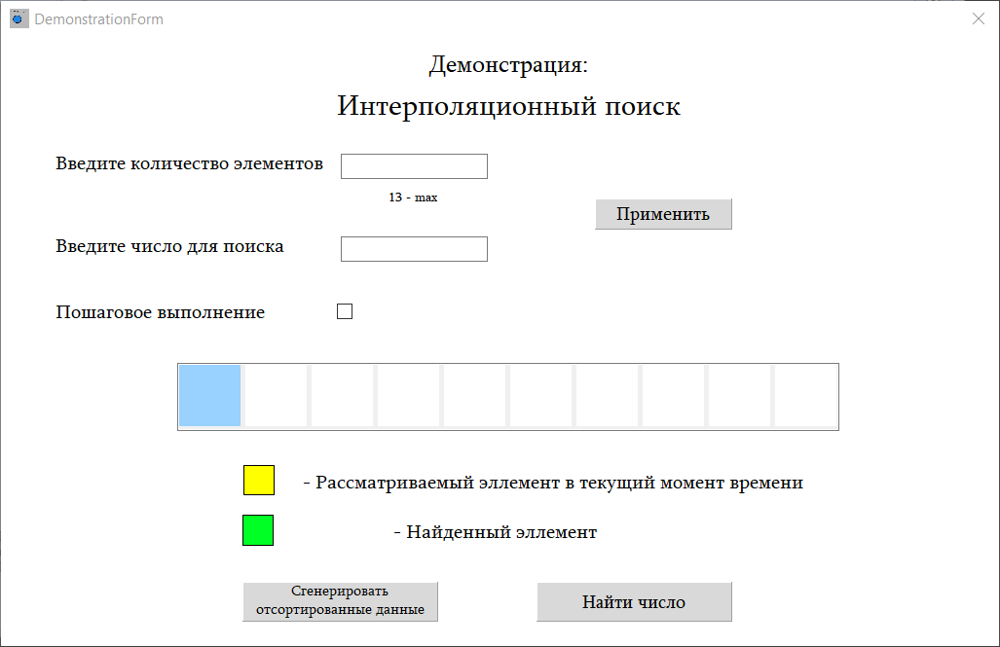 DemonstrationForm
Демонстрация:
Интерполяционный поиск
Введите количество элементов
13 - max
Применить
Введите число для поиска
Пошаговое выполнение
- Рассматриваемый эллемент в текущий момент времени
- Найденный эллемент
Сгенерировать
отсортированные данные
Найти число